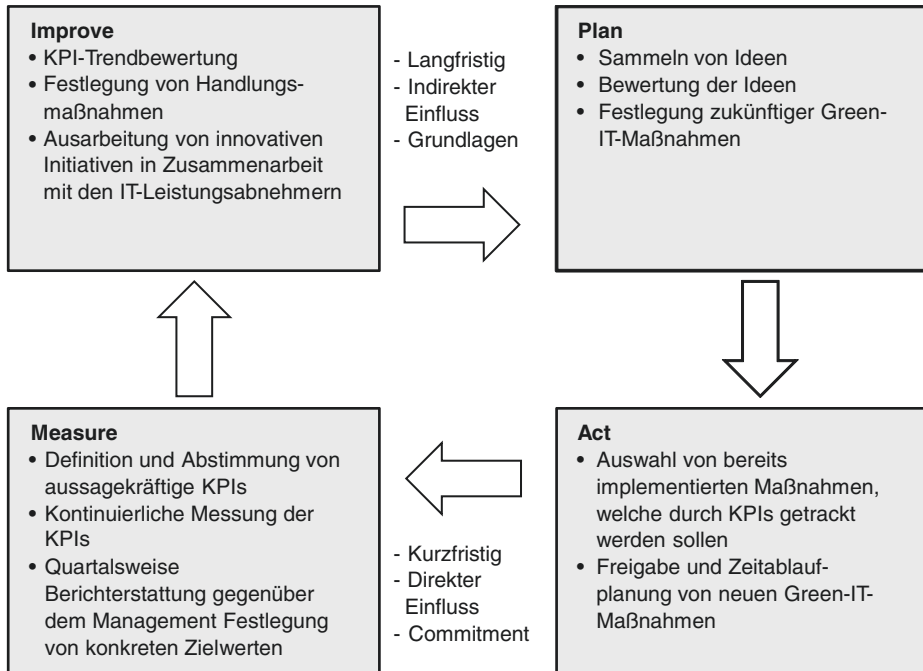 Improve
• KPI-Trendbewertung
• Festlegung von Handlungs-
maßnahmen
• Ausarbeitung von innovativen
Initiativen in Zusammenarbeit
mit den IT-Leistungsabnehmern
- Langfristig
- Indirekter
Einfluss
- Grundlagen
Plan
• Sammeln von Ideen
• Bewertung der Ideen
• Festlegung zukünftiger Green-
IT-Maßnahmen
Measure
• Definition und Abstimmung von
aussagekräftige KPIs
• Kontinuierliche Messung der
KPIs
• Quartalsweise
Berichterstattung gegenüber
dem Management Festlegung
von konkreten Zielwerten
- Kurzfristig
- Direkter
Einfluss
- Commitment
Act
• Auswahl von bereits
implementierten Maßnahmen,
welche durch KPIs getrackt
werden sollen
• Freigabe und Zeitablauf-
planung von neuen Green-IT-
Maßnahmen